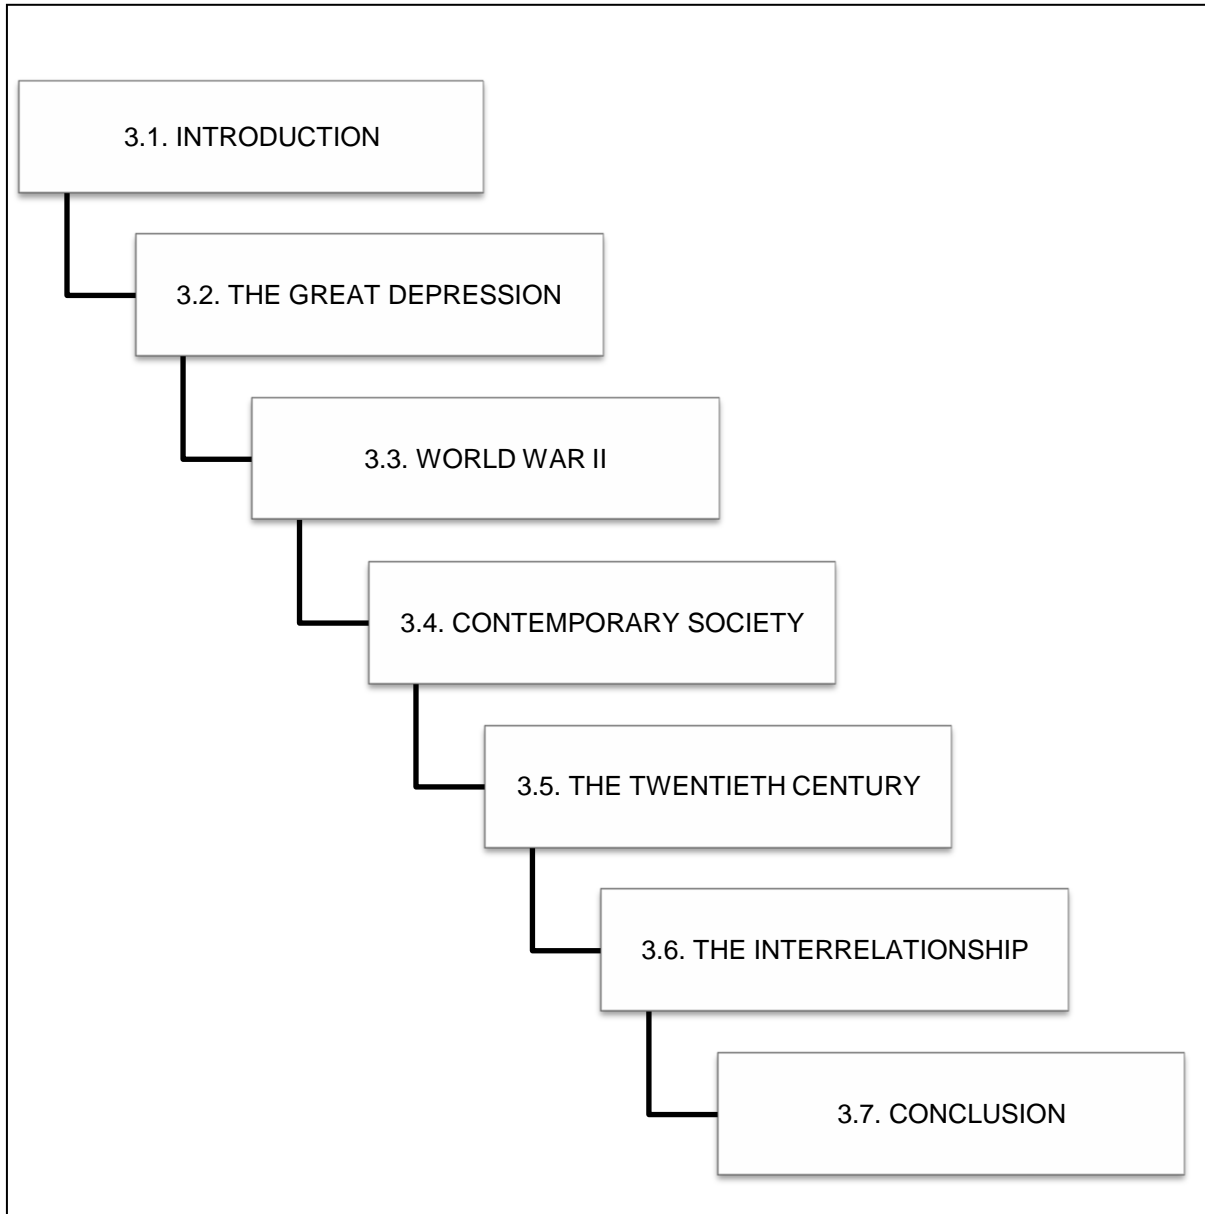 3.1. INTRODUCTION
3.2. THE GREAT DEPRESSION
3.3. WORLD WAR II
3.4. CONTEMPORARY SOCIETY
3.5. THE TWENTIETH CENTURY
3.6. THE INTERRELATIONSHIP
3.7. CONCLUSION